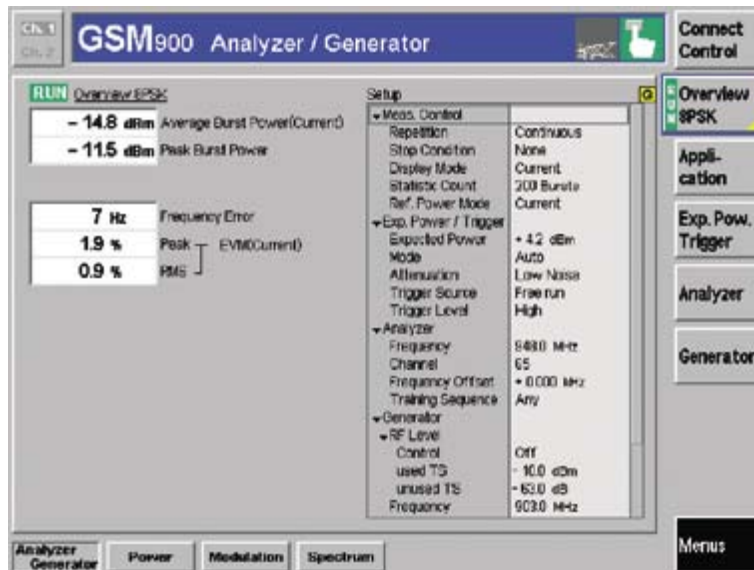 Ch. 1
Ch. 2
GSM900 Analyzer / Generator
Connect Control
RUN Overview 8PSK
- 14.8 dBm Average Burst Power(Current)
- 11.5 dBm Peak Burst Power
7 Hz Frequency Error
1.9 % Peak
EVM(Current)
0.9 % RMS
Setup
Meas. Control
Repetition Continuous
Stop Condition None
Display Mode Current
Statistic Count 200 Bursts
Ref. Power Mode Current
Exp. Power / Trigger
Expected Power + 4.2 dBm
Mode Auto
Attenuation Low Noise
Trigger Source Free run
Trigger Level High
Analyzer
Frequency 948.0 MHz
Channel 65
Frequency Offset + 0.000 kHz
Training Sequence Any
Generator
RF Level
Control Off
used TS - 10.0 dBm
unused TS - 63.0 dB
Frequency 903.0 MHz
G
RUN
Overview 8PSK
Appli-
cation
Exp. Pow.
Trigger
Analyzer
Generator
Menus
Analyzer
Generator
Power
Modulation
Spectrum